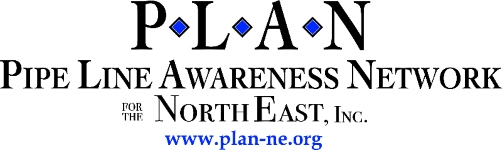 P L A N
PIPE LINE AWARENESS NETWORK
FOR THE NORTH EAST, INC.
www.plan-ne.org